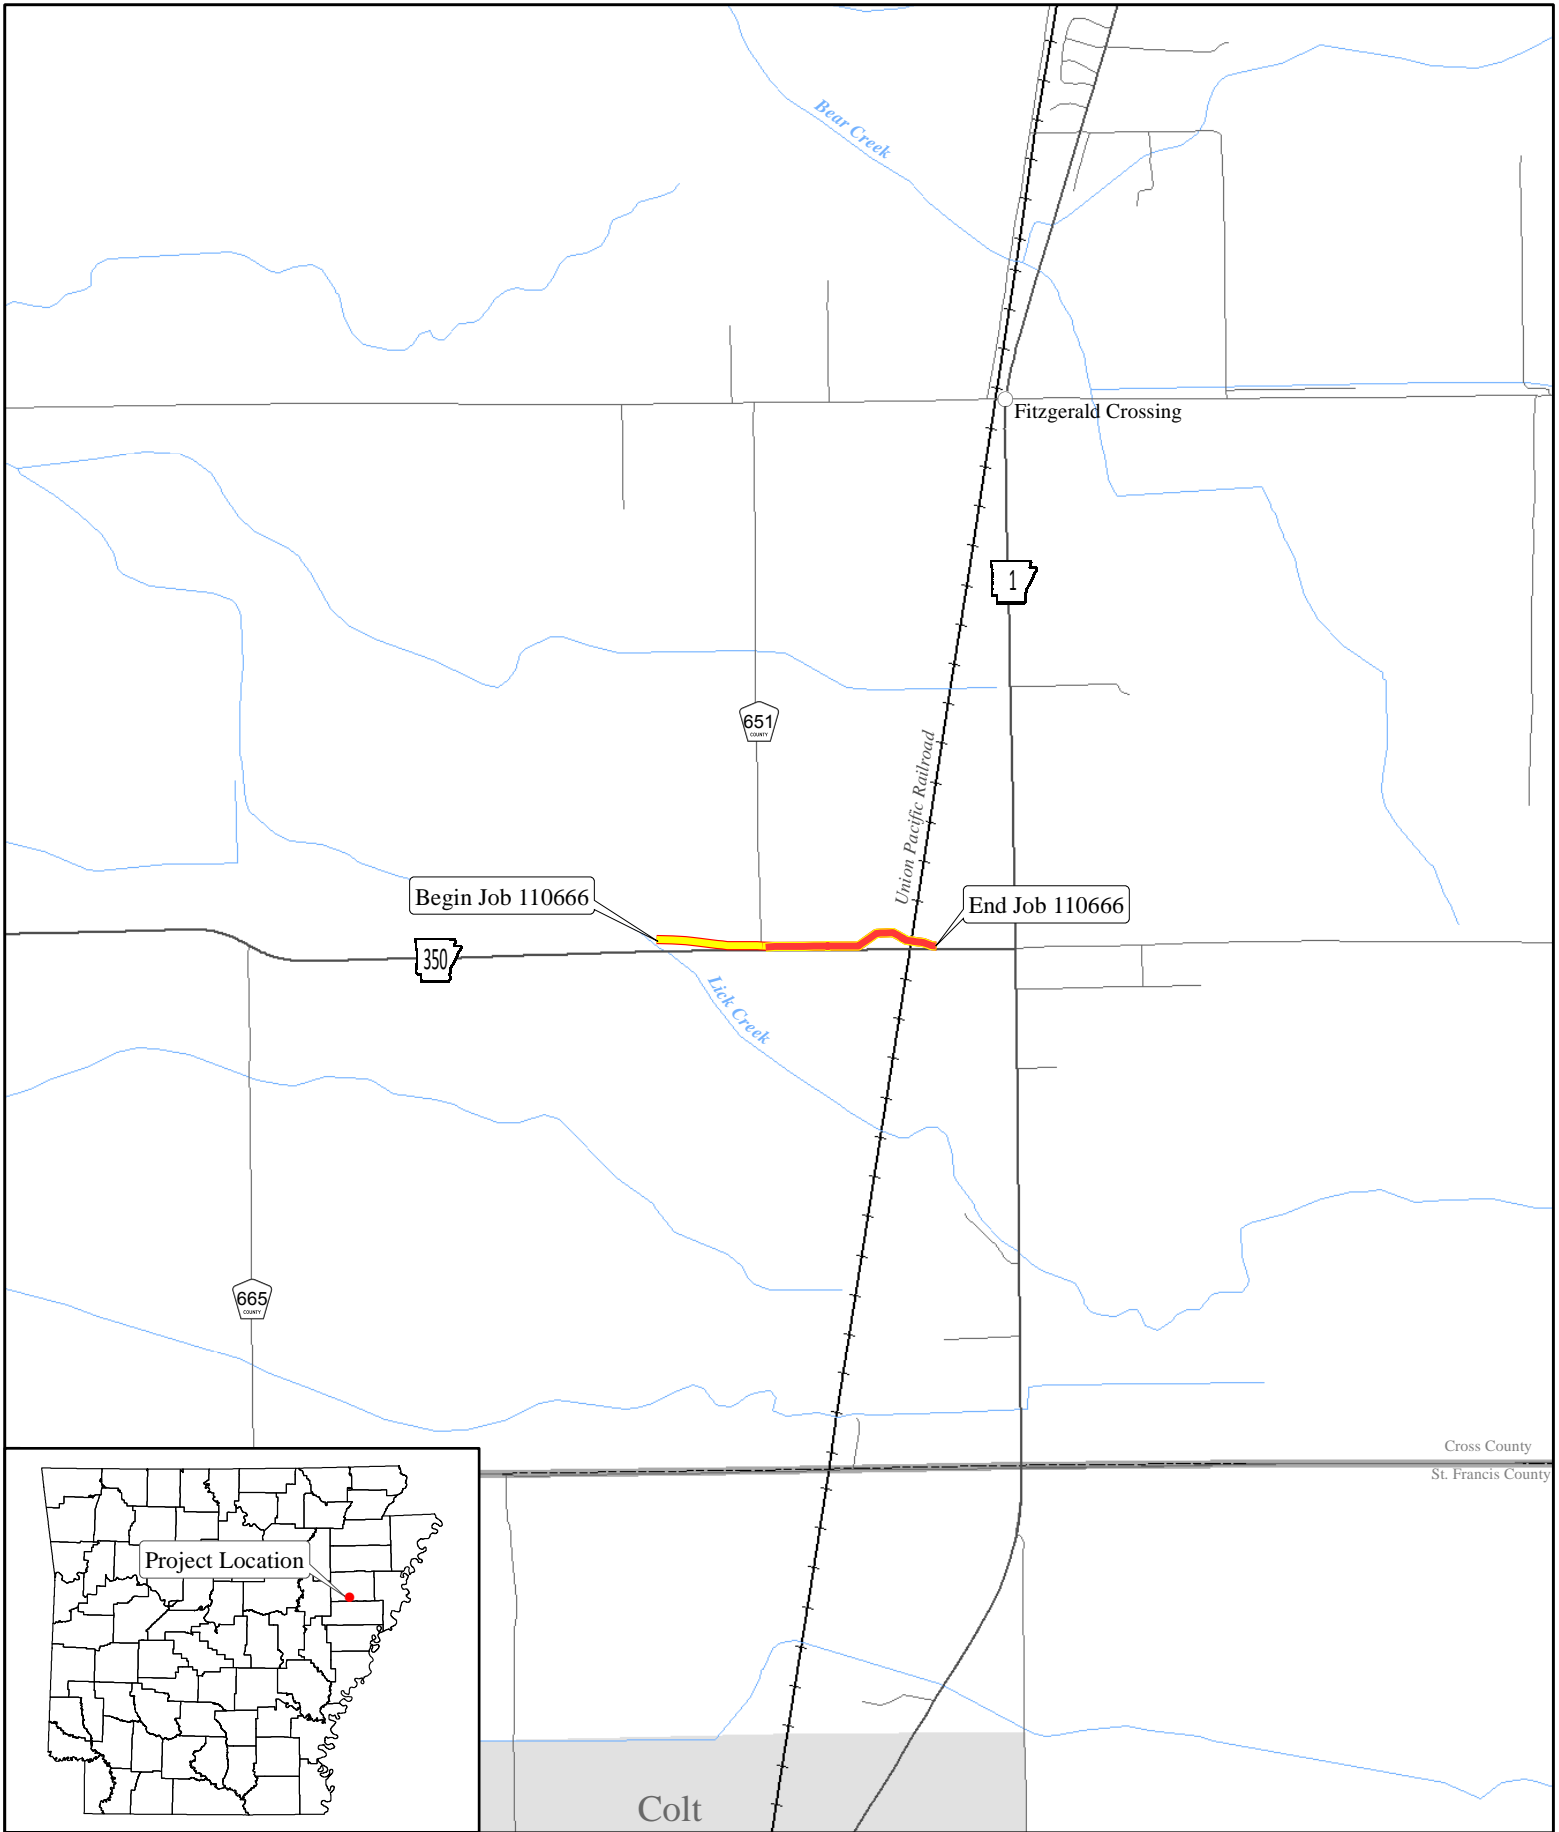 Bear Creek
Fitzgerald Crossing
1
651
COUNTY
Union Pacific Railroad
Begin Job 110666
End Job 110666
350
Lick Creek
665
COUNTY
Cross County
St. Francis County
Project Location
Colt